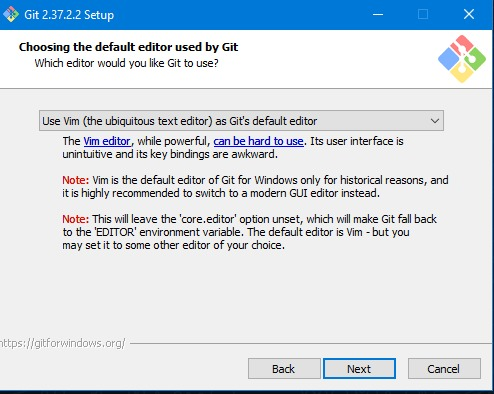 Git 2.37.2.2 Setup
Choosing the default editor used by Git
Which editor would you like Git to use?
Use Vim (the ubiquitous text editor) as Git's default editor
The Vim editor, while powerful, can be hard to use. Its user interface is
unintuitive and its key bindings are awkward.
Note: Vim is the default editor of Git for Windows only for historical reasons, and
it is highly recommended to switch to a modern GUI editor instead.
Note: This will leave the 'core.editor' option unset, which will make Git fall back
to the 'EDITOR' environment variable. The default editor is Vim - but you
may set it to some other editor of your choice.
https://gitforwindows.org/
Back
Next
Cancel